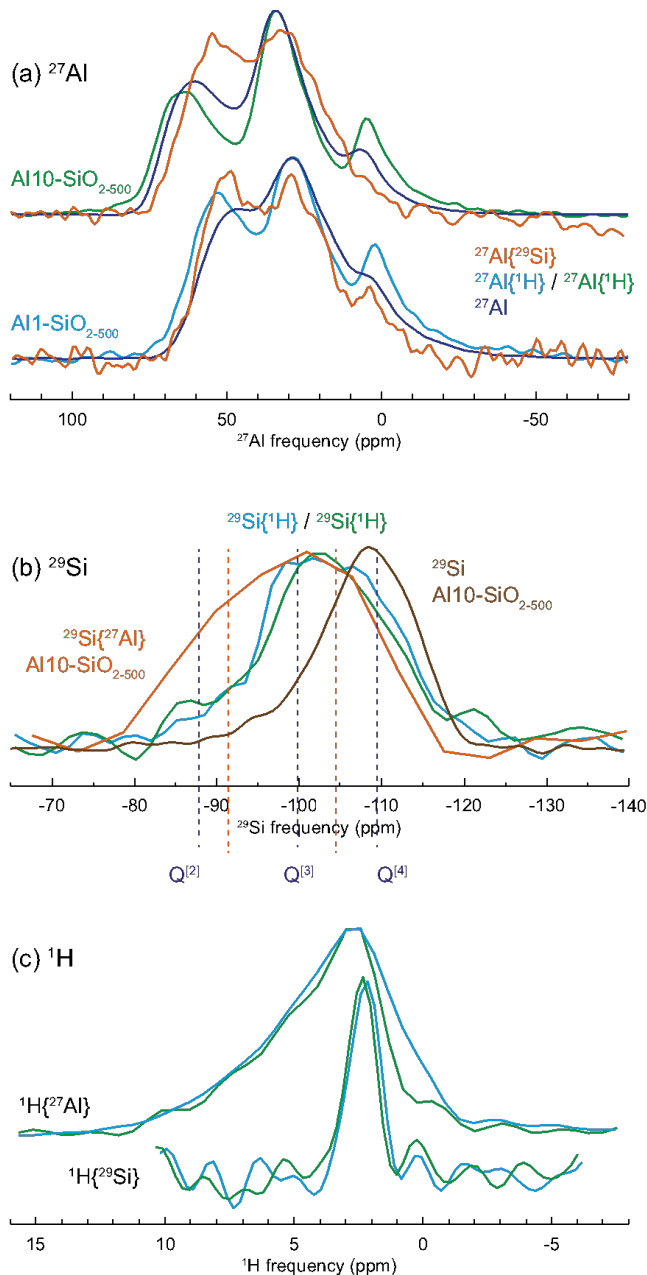 (a) ²⁷Al
Al10-SiO₂₋₅₀₀
²⁷Al{²⁹Si}
²⁷Al{¹H} / ²⁷Al{¹H}
²⁷Al
Al1-SiO₂₋₅₀₀
100 50 0 -50
²⁷Al frequency (ppm)
²⁹Si{¹H} / ²⁹Si{¹H}
(b) ²⁹Si
²⁹Si
Al10-SiO₂₋₅₀₀
²⁹Si{²⁷Al}
Al10-SiO₂₋₅₀₀
-70 -80 -90 -100 -110 -120 -130 -140
²⁹Si frequency (ppm)
Q[²] Q[³] Q[⁴]
(c) ¹H
¹H{²⁷Al}
¹H{²⁹Si}
15 10 5 0 -5
¹H frequency (ppm)